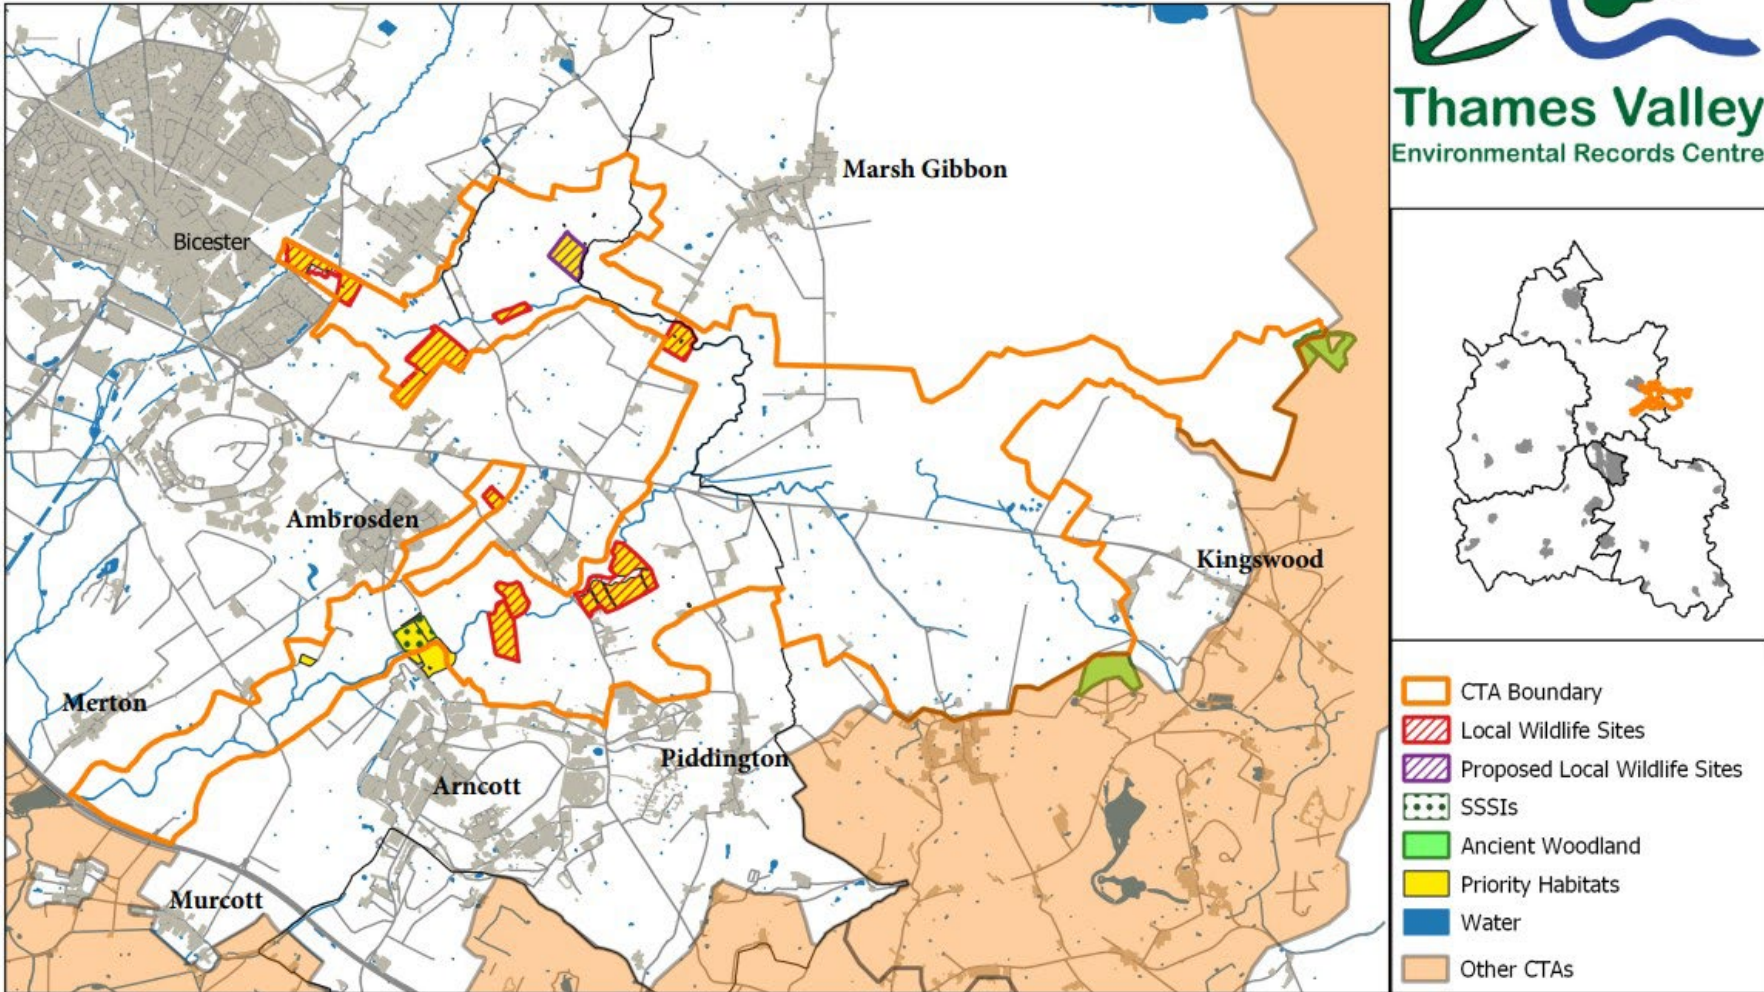 Thames Valley
Environmental Records Centre
Marsh Gibbon
Bicester
Ambrosden
Kingswood
Merton
Piddington
Arncott
Murcott
CTA Boundary
Local Wildlife Sites
Proposed Local Wildlife Sites
SSSIs
Ancient Woodland
Priority Habitats
Water
Other CTAs